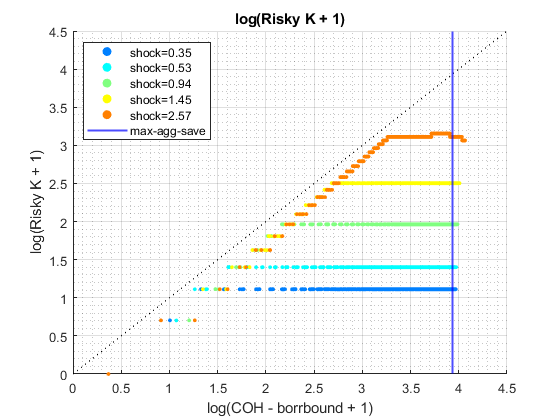 log(Risky K + 1)
4.5
4
3.5
3
2.5
2
1.5
1
0.5
0
log(Risky K + 1)
shock=0.35
shock=0.53
shock=0.94
shock=1.45
shock=2.57
max-agg-save
0 0.5 1 1.5 2 2.5 3 3.5 4 4.5
log(COH - borrbound + 1)